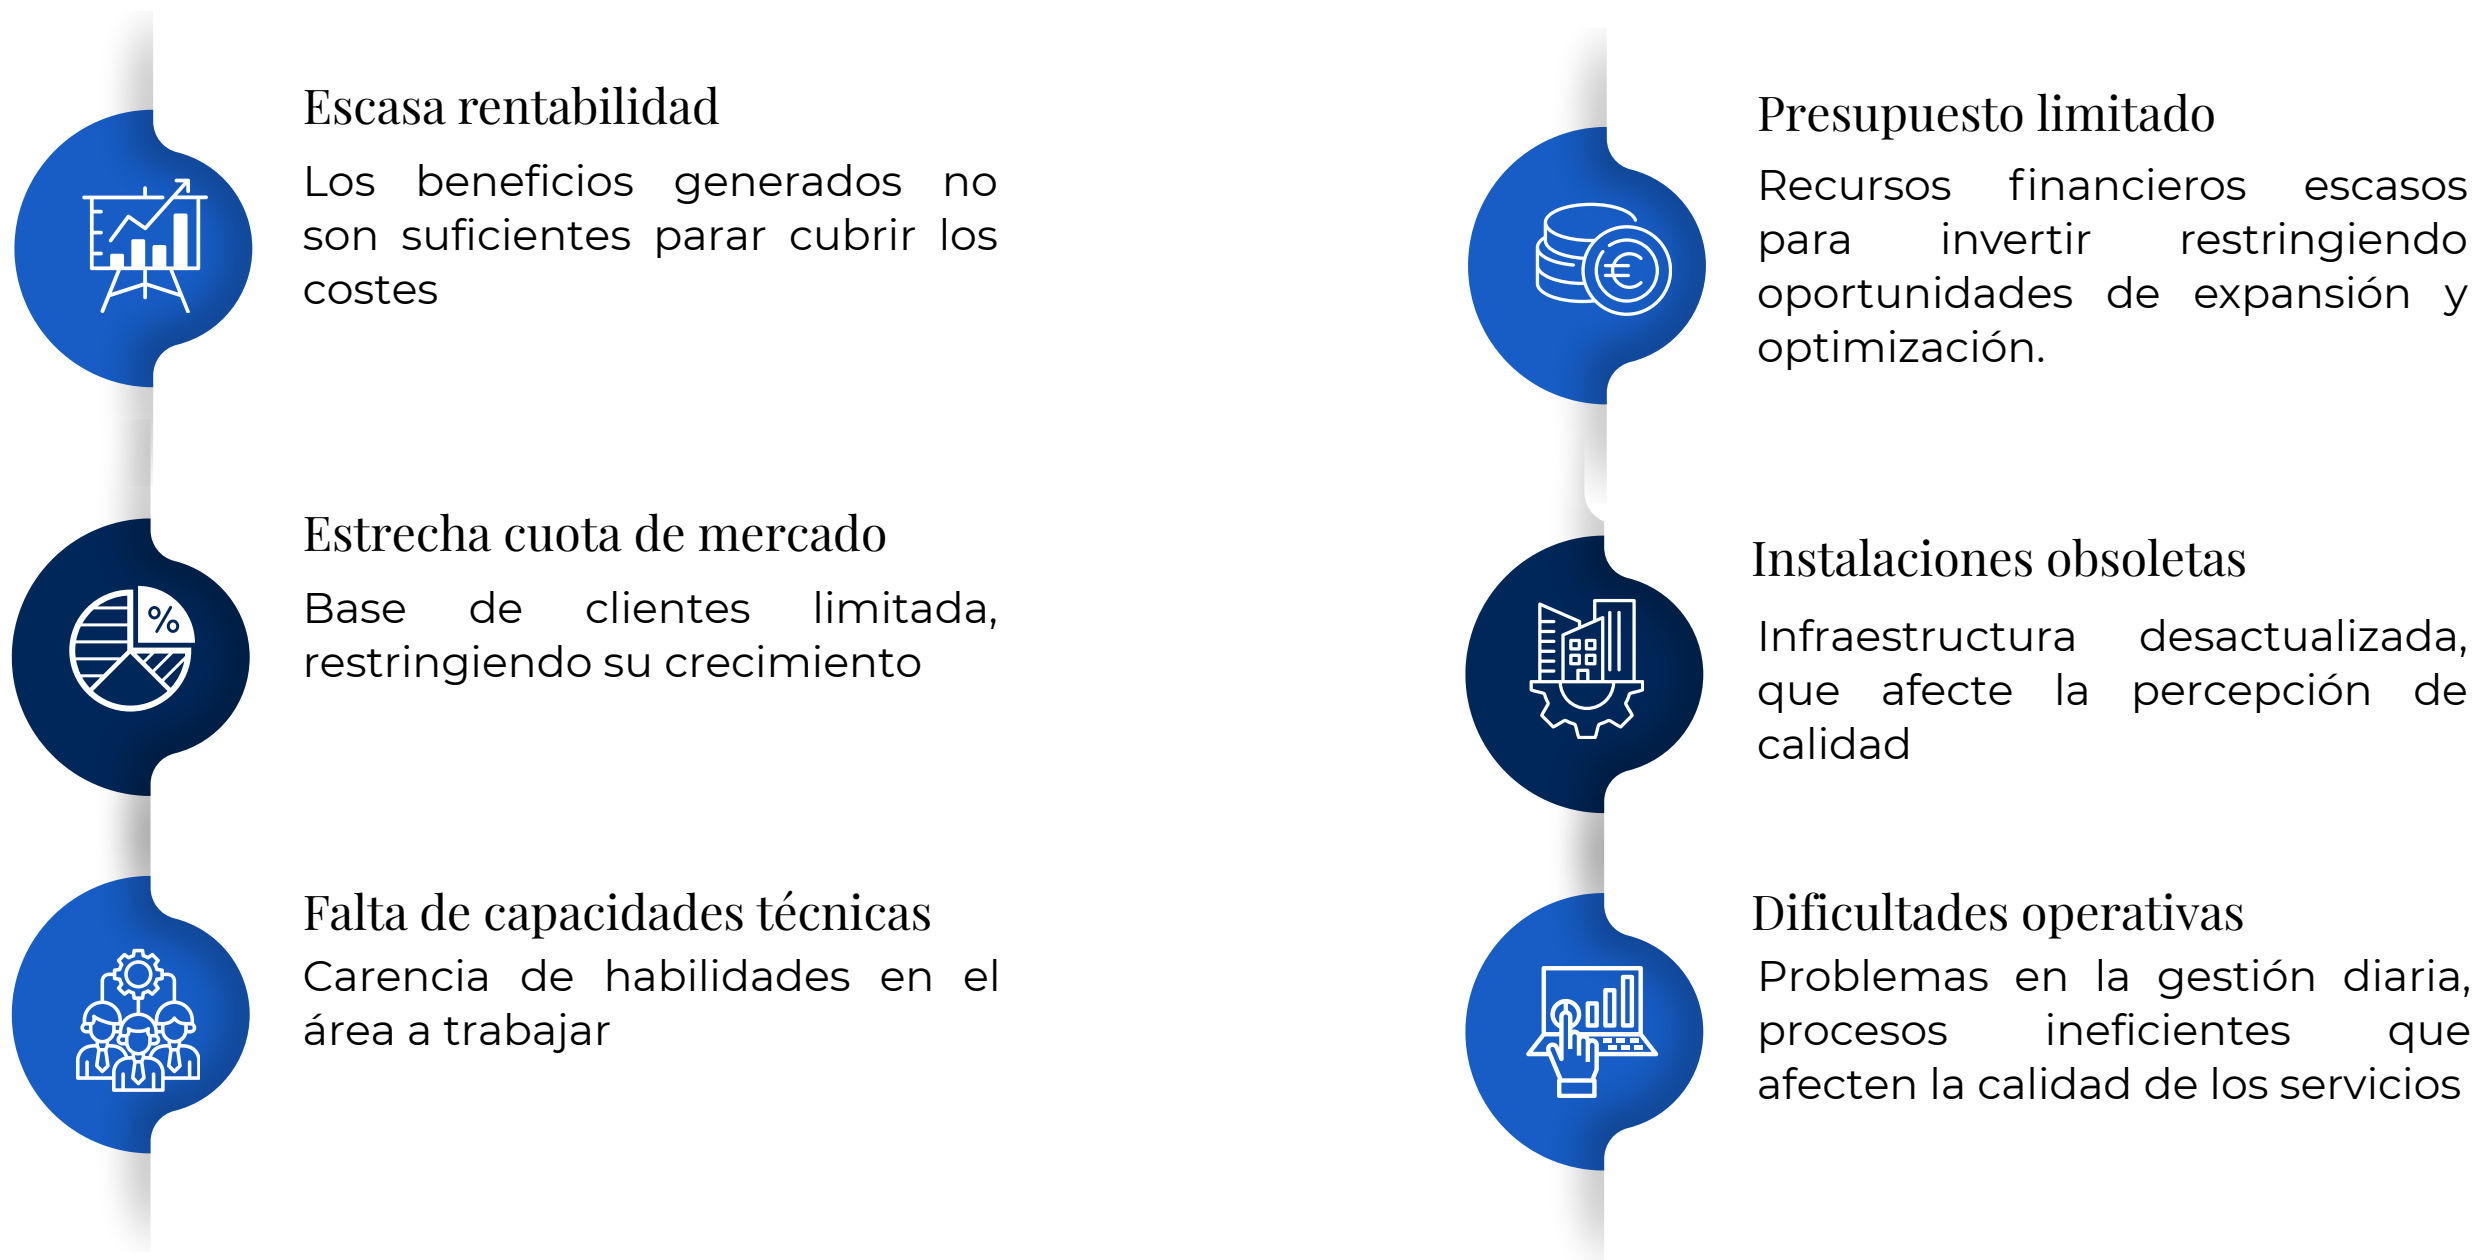 Escasa rentabilidad
Los beneficios generados no
son suficientes parar cubrir los
costes
Estrecha cuota de mercado
%
Base de clientes limitada,
restringiendo su crecimiento
Falta de capacidades técnicas
Carencia de habilidades en el
área a trabajar
Presupuesto limitado
Recursos financieros escasos
para invertir restringiendo
oportunidades de expansión y
optimización.
€
Instalaciones obsoletas
Infraestructura desactualizada,
que afecte la percepción de
calidad
Dificultades operativas
Problemas en la gestión diaria,
procesos ineficientes que
afecten la calidad de los servicios